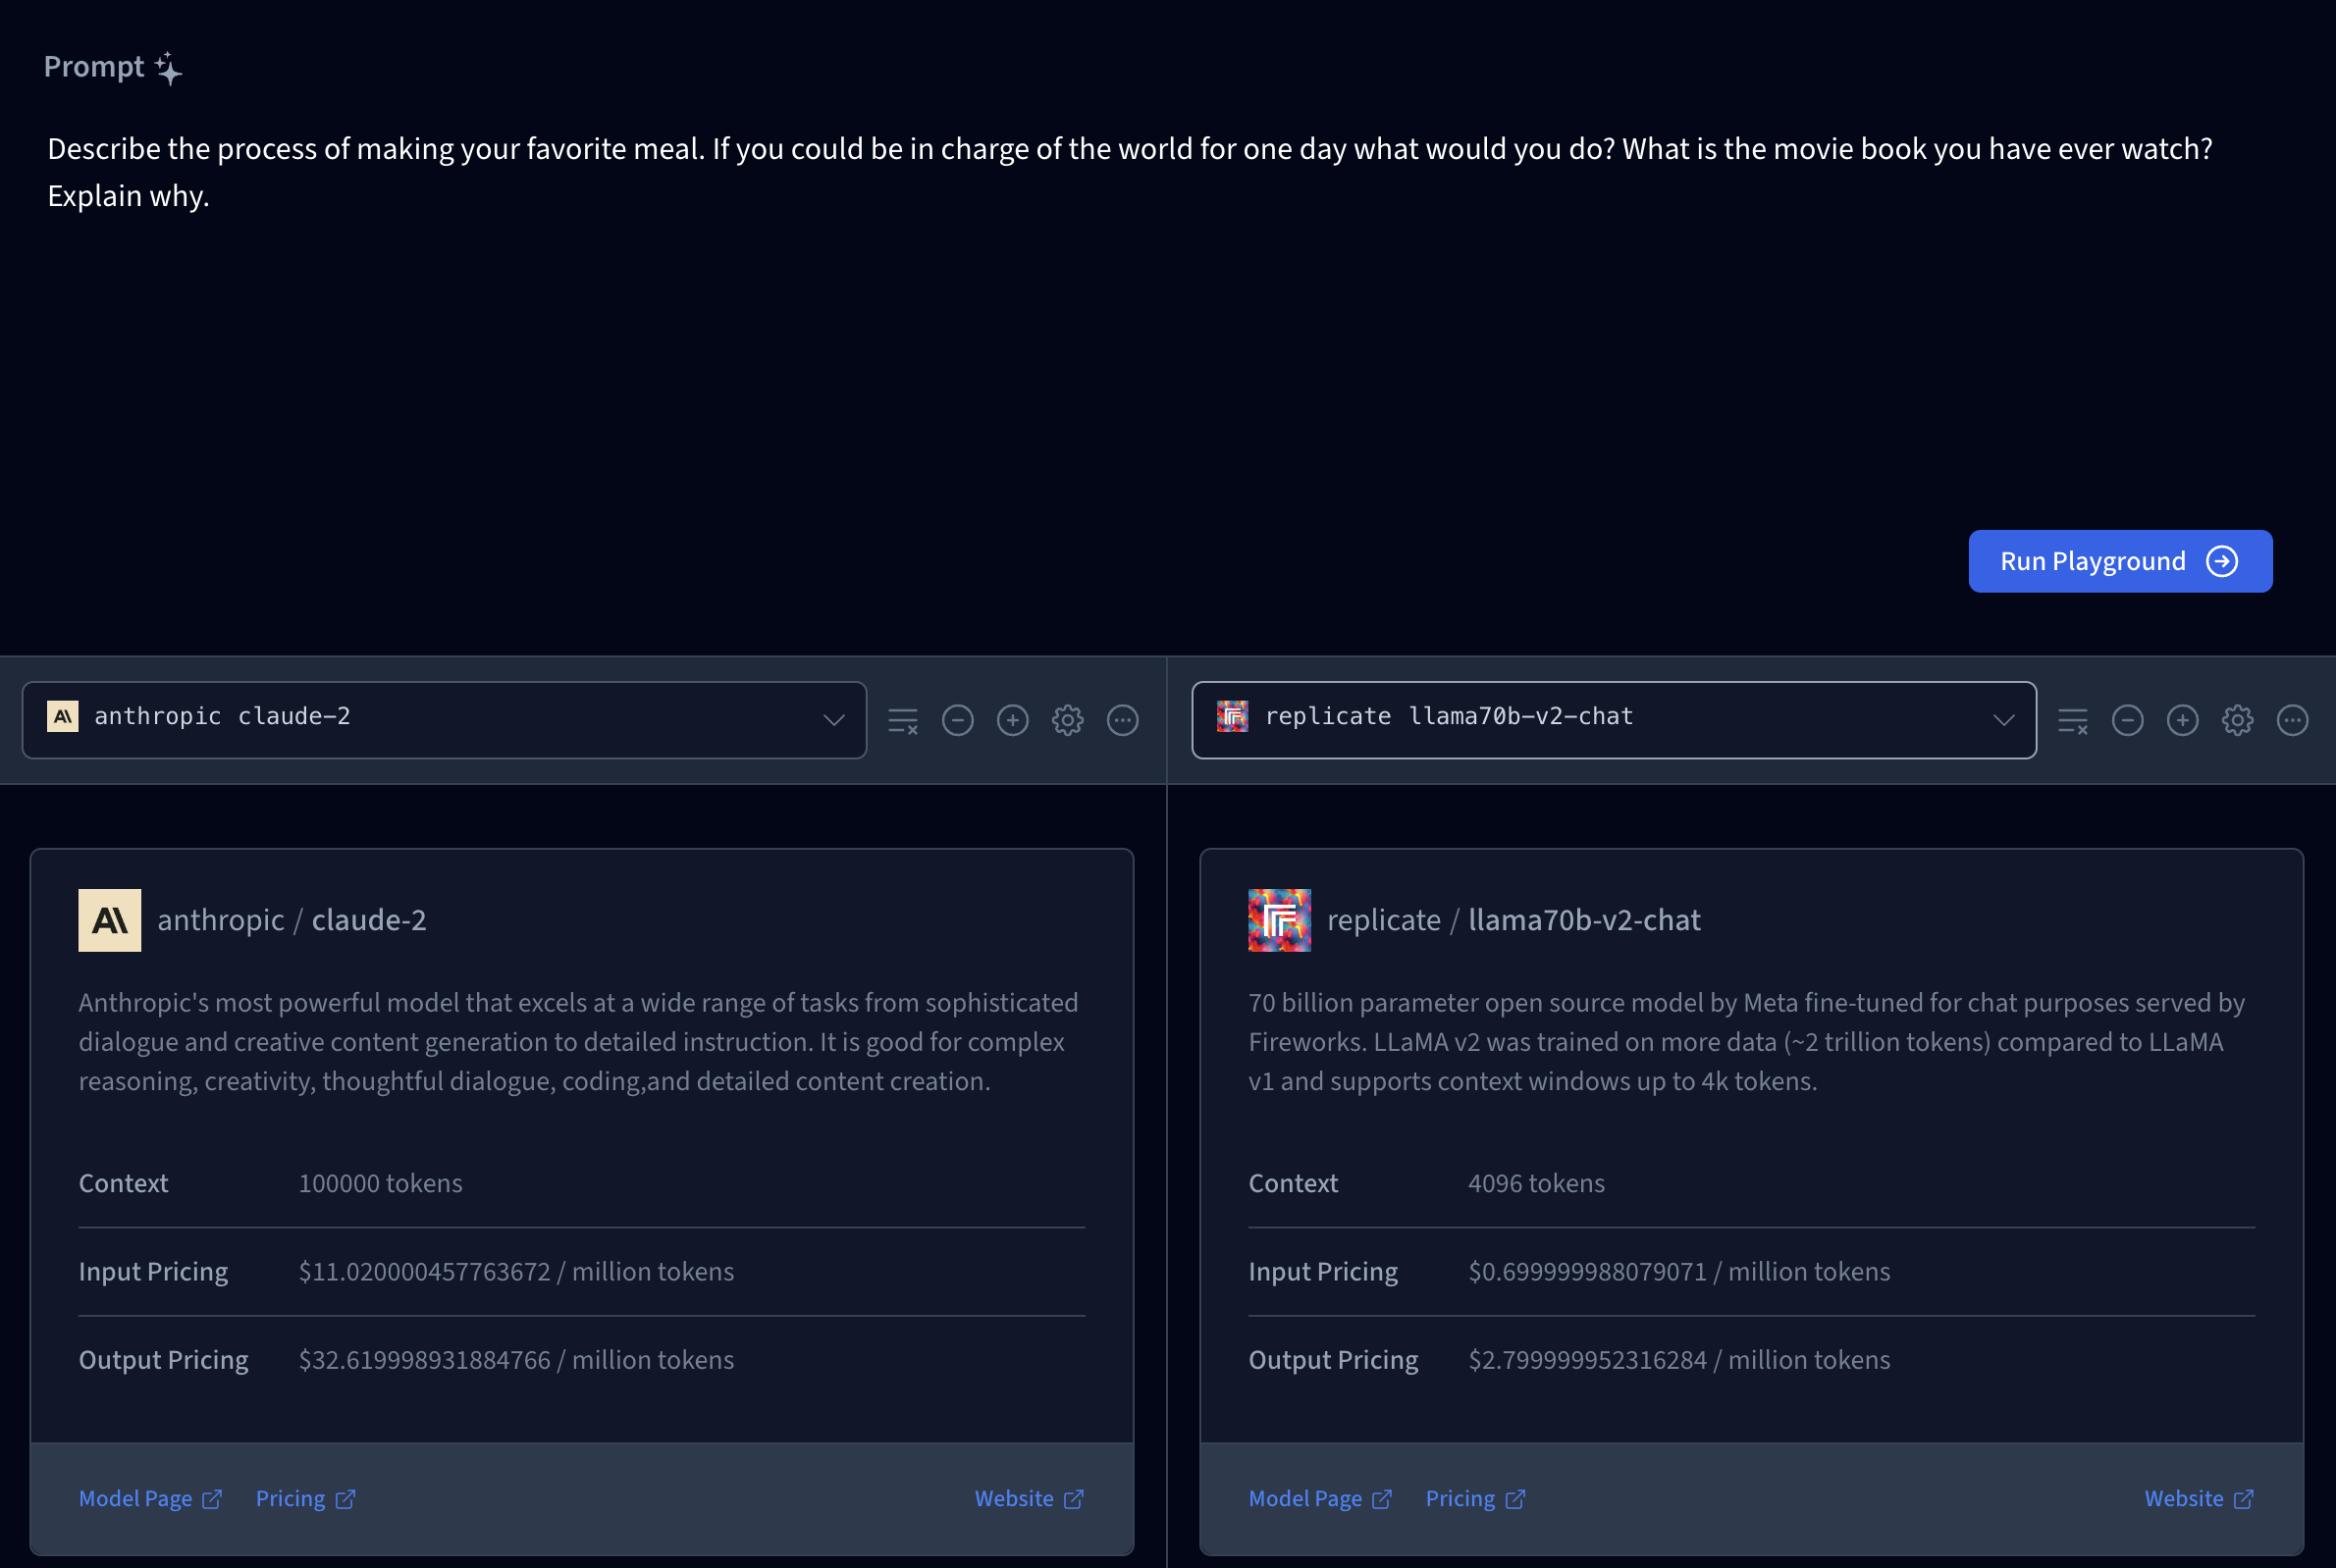 Prompt
Describe the process of making your favorite meal. If you could be in charge of the world for one day what would you do? What is the movie book you have ever watch?
Explain why.
Run Playground
anthropic claude-2
replicate llama70b-v2-chat
anthropic / claude-2
Anthropic's most powerful model that excels at a wide range of tasks from sophisticated
dialogue and creative content generation to detailed instruction. It is good for complex
reasoning, creativity, thoughtful dialogue, coding,and detailed content creation.
Context 100000 tokens
Input Pricing $11.020000457763672 / million tokens
Output Pricing $32.619998931884766 / million tokens
Model Page Pricing Website
replicate / llama70b-v2-chat
70 billion parameter open source model by Meta fine-tuned for chat purposes served by
Fireworks. LLaMA v2 was trained on more data (~2 trillion tokens) compared to LLaMA
v1 and supports context windows up to 4k tokens.
Context 4096 tokens
Input Pricing $0.699999988079071 / million tokens
Output Pricing $2.799999952316284 / million tokens
Model Page Pricing Website